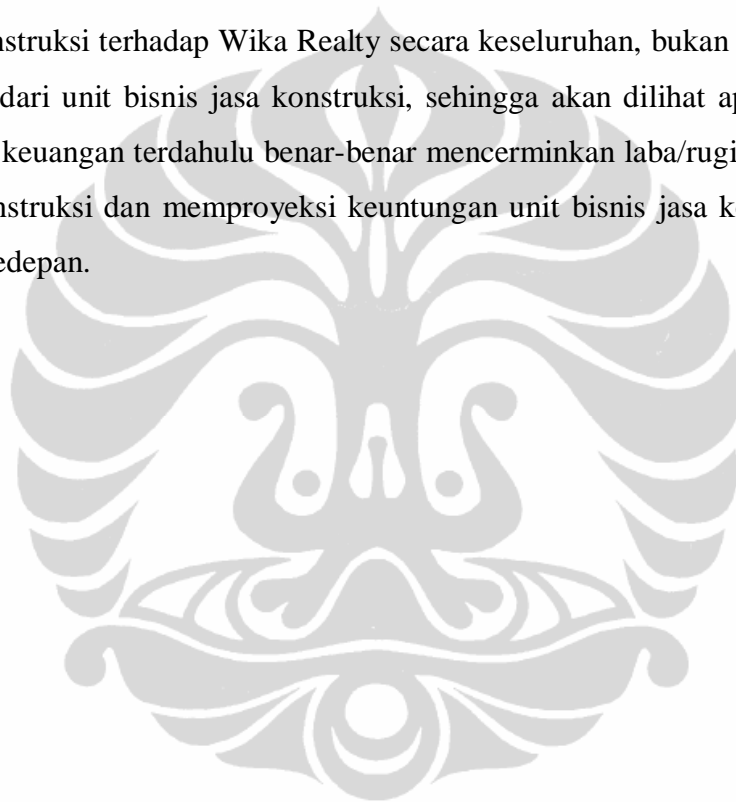 nstruksi terhadap Wika Realty secara keseluruhan, bukan
dari unit bisnis jasa konstruksi, sehingga akan dilihat ap
keuangan terdahulu benar-benar mencerminkan laba/rugi
nstruksi dan memproyeksi keuntungan unit bisnis jasa k
edepan.